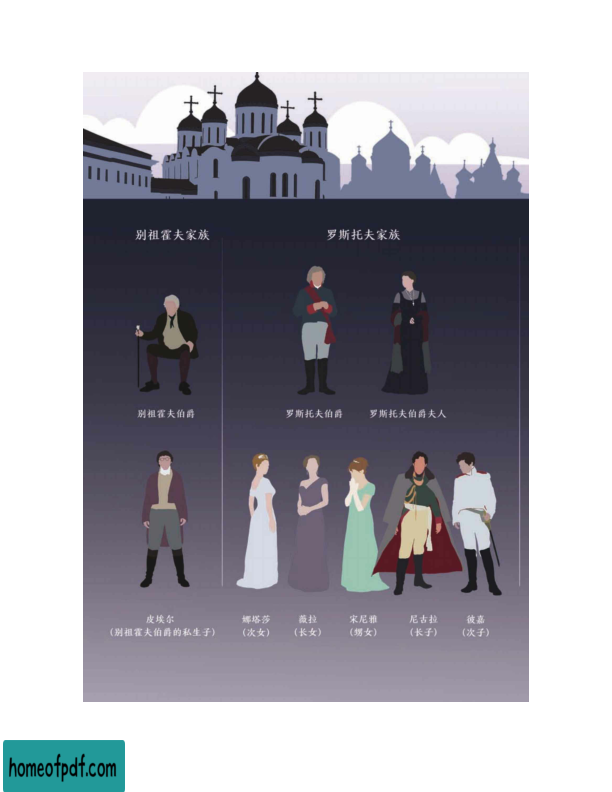 别祖霍夫家族
罗斯托夫家族
别祖霍夫伯爵
罗斯托夫伯爵
罗斯托夫伯爵夫人
皮埃尔
(别祖霍夫伯爵的私生子)
娜塔莎
(次女)
薇拉
(长女)
宋尼雅
(甥女)
尼古拉
(长子)
彼嘉
(次子)
homeofpdf.com